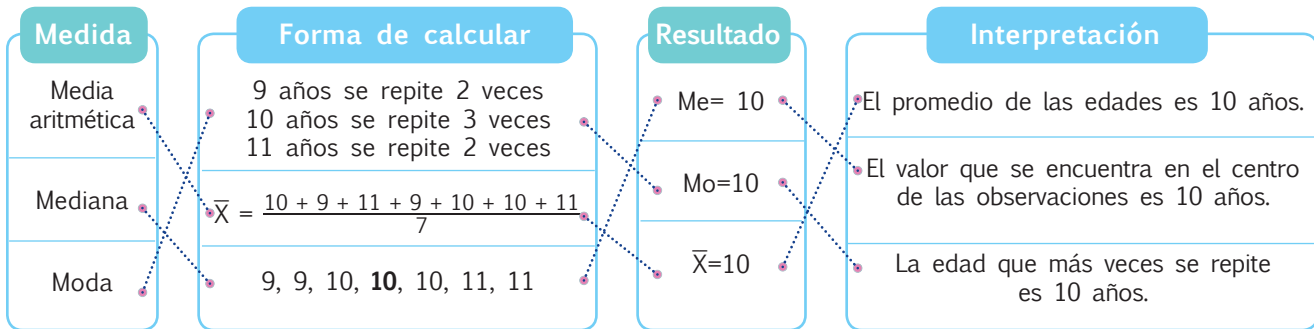 Medida
Media
aritmética
Mediana
Moda
Forma de calcular
9 años se repite 2 veces
10 años se repite 3 veces
11 años se repite 2 veces
X̅ = (10 + 9 + 11 + 9 + 10 + 10 + 11)/7
9, 9, 10, 10, 10, 11, 11
Resultado
Me= 10
Mo=10
X̅=10
Interpretación
El promedio de las edades es 10 años.
El valor que se encuentra en el centro
de las observaciones es 10 años.
La edad que más veces se repite
es 10 años.